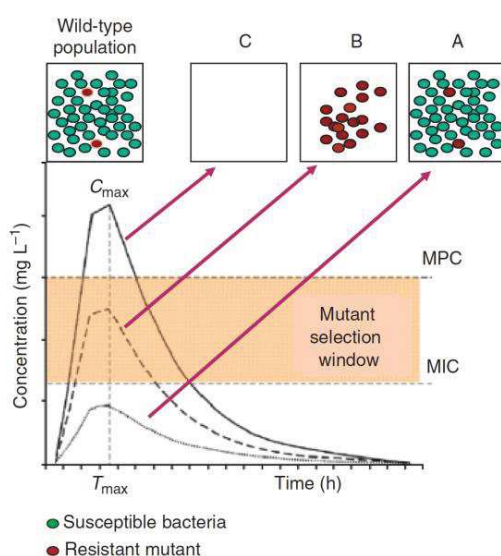 Wild-type
population
C
B
A
Cmax
MPC
Mutant
selection
window
MIC
Concentration (mg L⁻¹)
Tmax
Time (h)
Susceptible bacteria
Resistant mutant